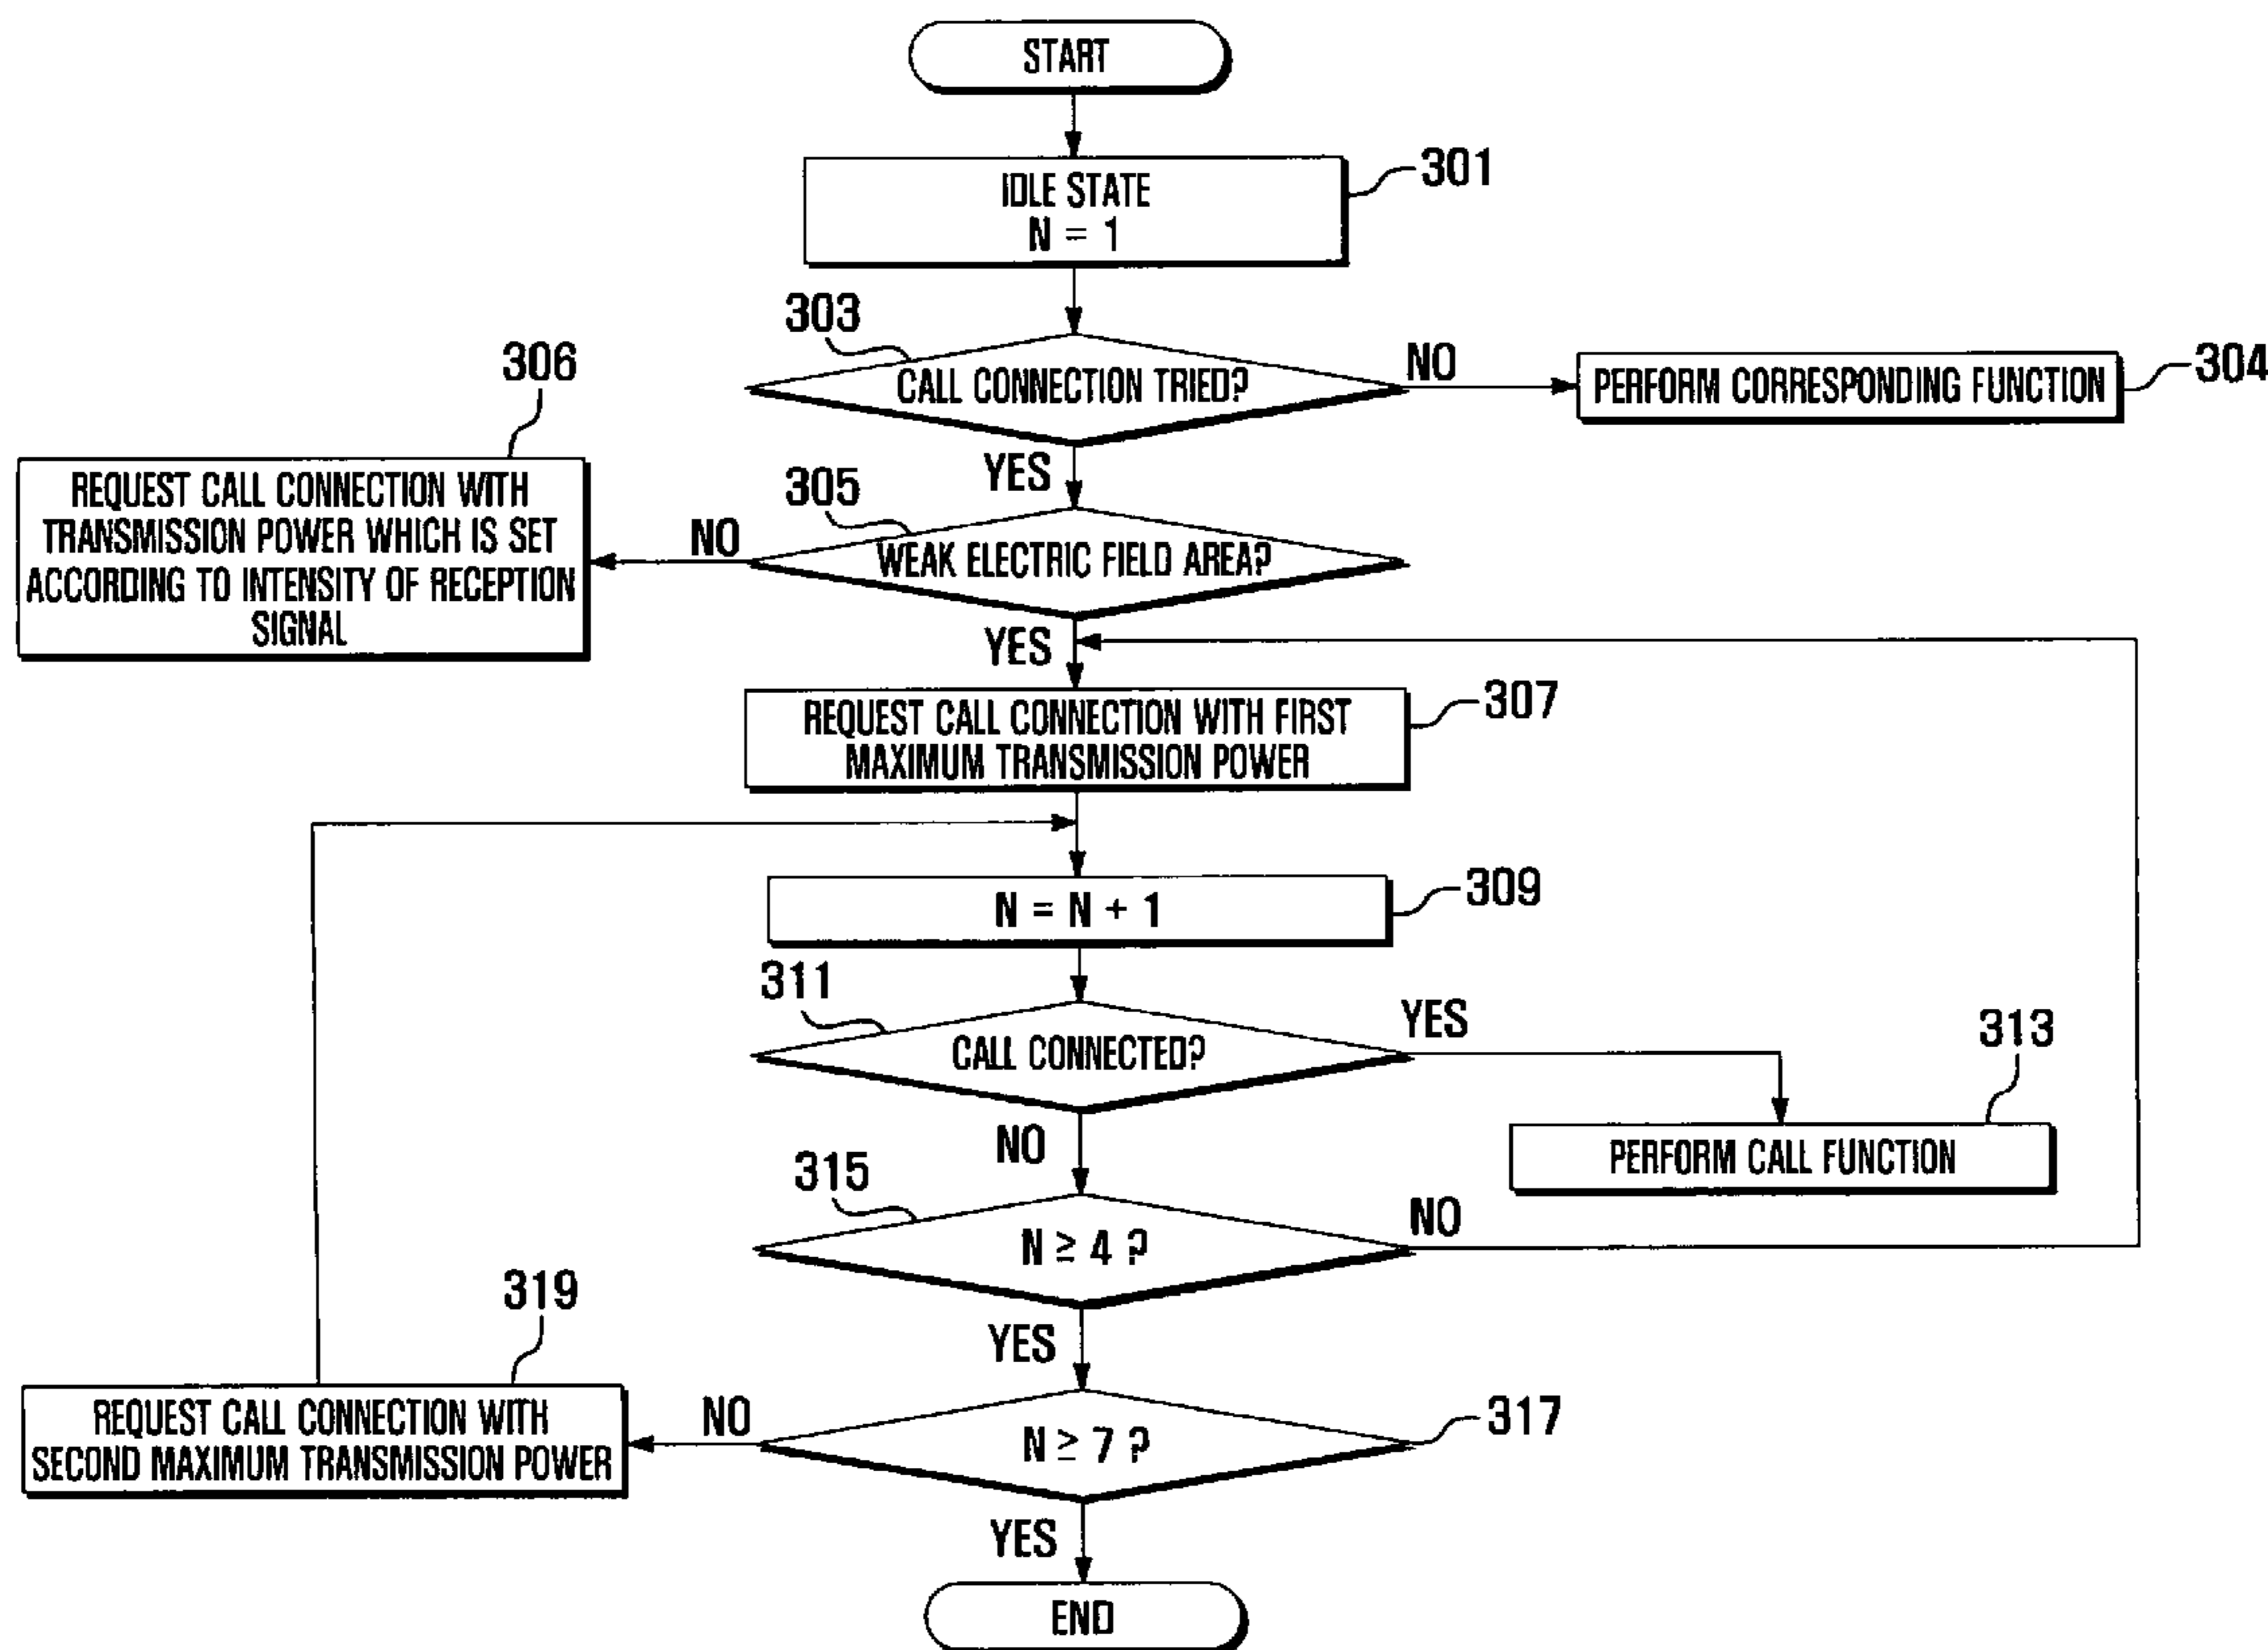 START
IDLE STATE
N = 1
301
303
CALL CONNECTION TRIED?
NO
PERFORM CORRESPONDING FUNCTION
304
YES
306
REQUEST CALL CONNECTION WITH
TRANSMISSION POWER WHICH IS SET
ACCORDING TO INTENSITY OF RECEPTION
SIGNAL
305
WEAK ELECTRIC FIELD AREA?
NO
YES
REQUEST CALL CONNECTION WITH FIRST
MAXIMUM TRANSMISSION POWER
307
N = N + 1
309
311
CALL CONNECTED?
YES
313
PERFORM CALL FUNCTION
NO
315
N ≥ 4 ?
NO
YES
319
REQUEST CALL CONNECTION WITH
SECOND MAXIMUM TRANSMISSION POWER
NO
N ≥ 7 ?
317
YES
END